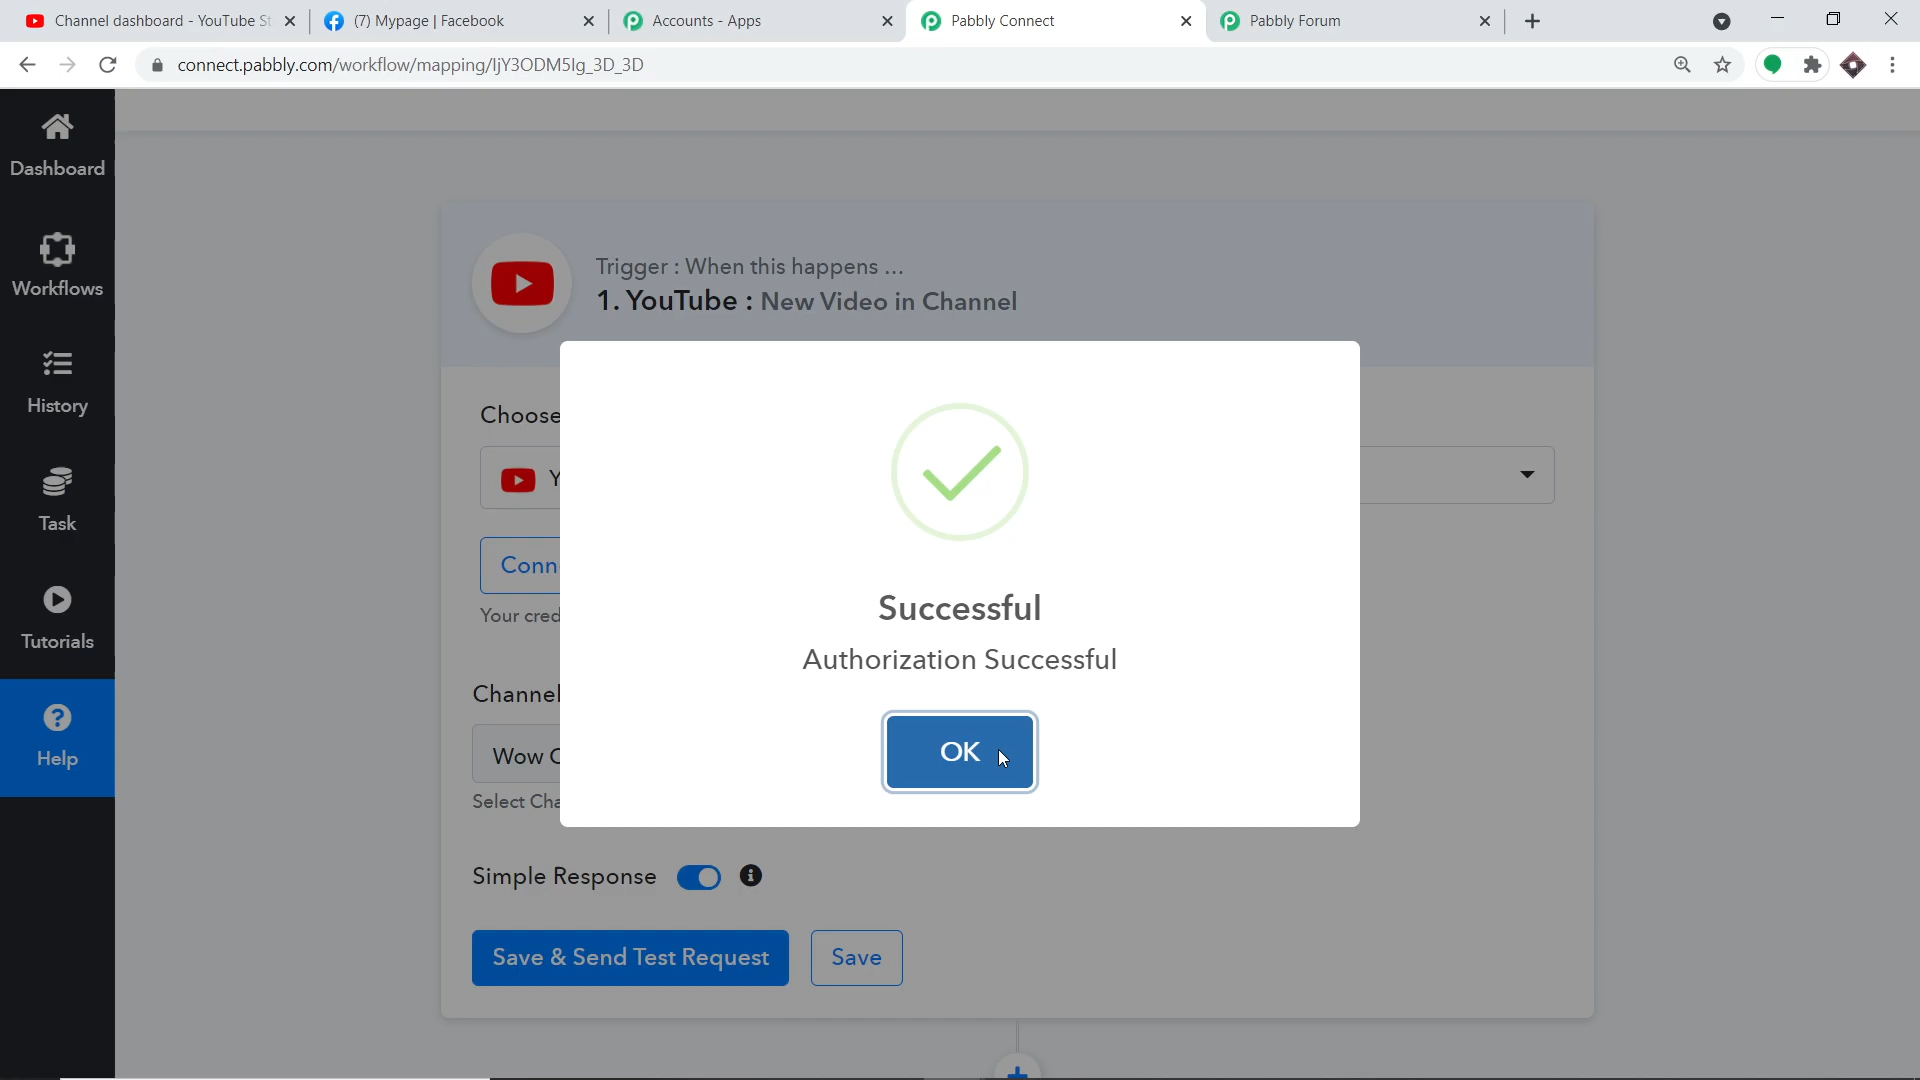 Channel dashboard - YouTube St
(7) Mypage | Facebook
Accounts - Apps
Pabbly Connect
Pabbly Forum
connect.pabbly.com/workflow/mapping/IjY3ODM5Ig_3D_3D
Dashboard
Workflows
History
Task
Tutorials
Help
Trigger : When this happens ...
1. YouTube : New Video in Channel
Choose
Y
Conn
Your cred
Channel
Wow C
Select Cha
Successful
Authorization Successful
OK
Simple Response
Save & Send Test Request
Save